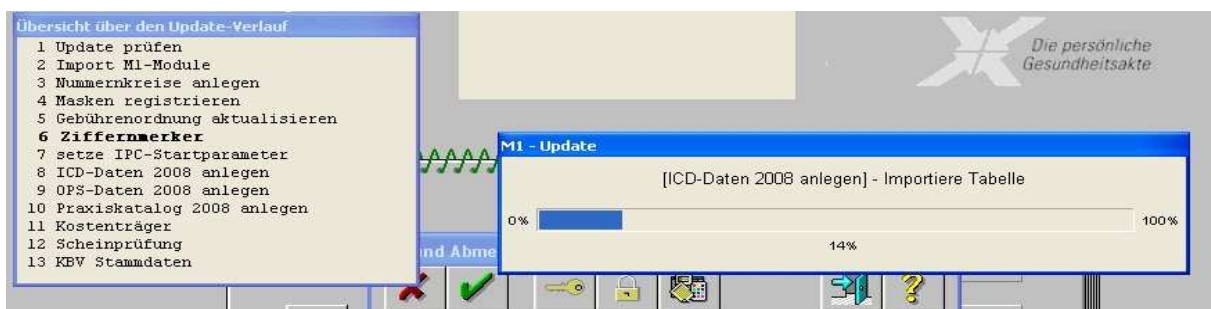 Übersicht über den Update-Verlauf
1 Update prüfen
2 Import M1-Module
3 Nummernkreise anlegen
4 Masken registrieren
5 Gebührenordnung aktualisieren
6 Ziffernmerker
7 setze IPC-Startparameter
8 ICD-Daten 2008 anlegen
9 OPS-Daten 2008 anlegen
10 Praxiskatalog 2008 anlegen
11 Kostenträger
12 Scheinprüfung
13 KBV Stammdaten
Die persönliche
Gesundheitsakte
M1 - Update
[ICD-Daten 2008 anlegen] - Importiere Tabelle
0%
100%
14%
nd Abme